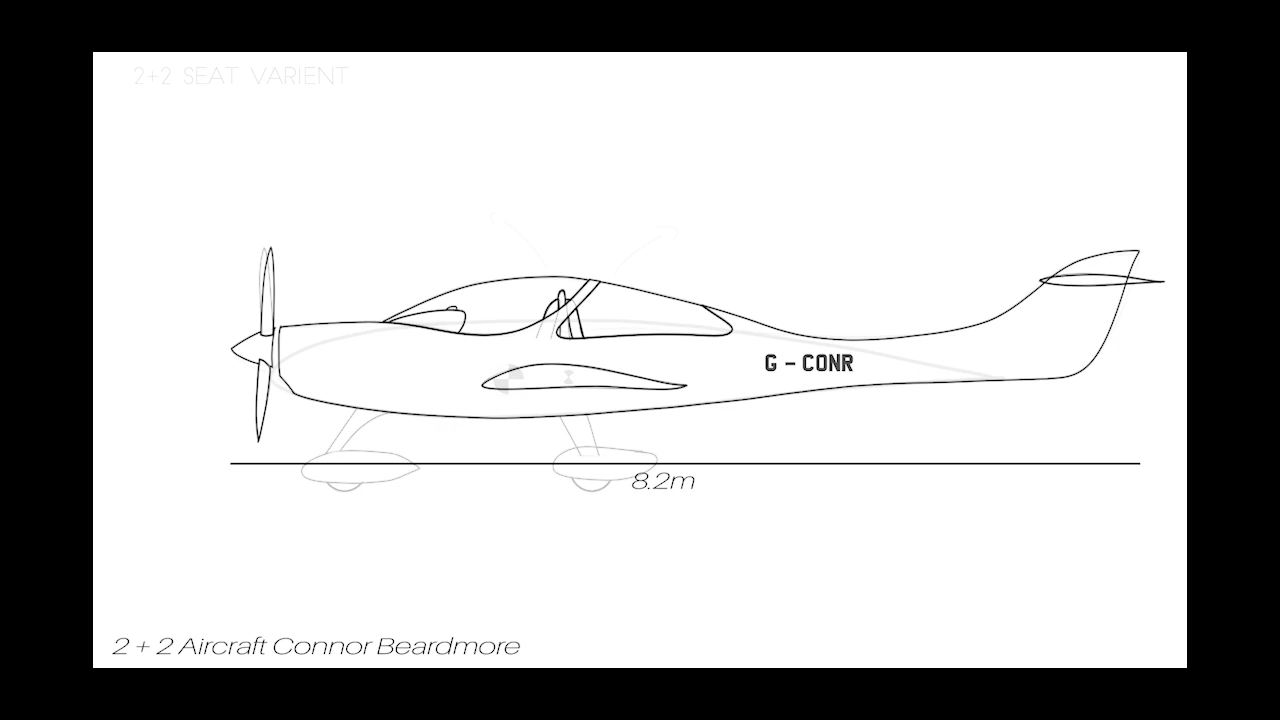 2+2 SEAT VARIENT
G - CONR
8.2m
2 + 2 Aircraft Connor Beardmore